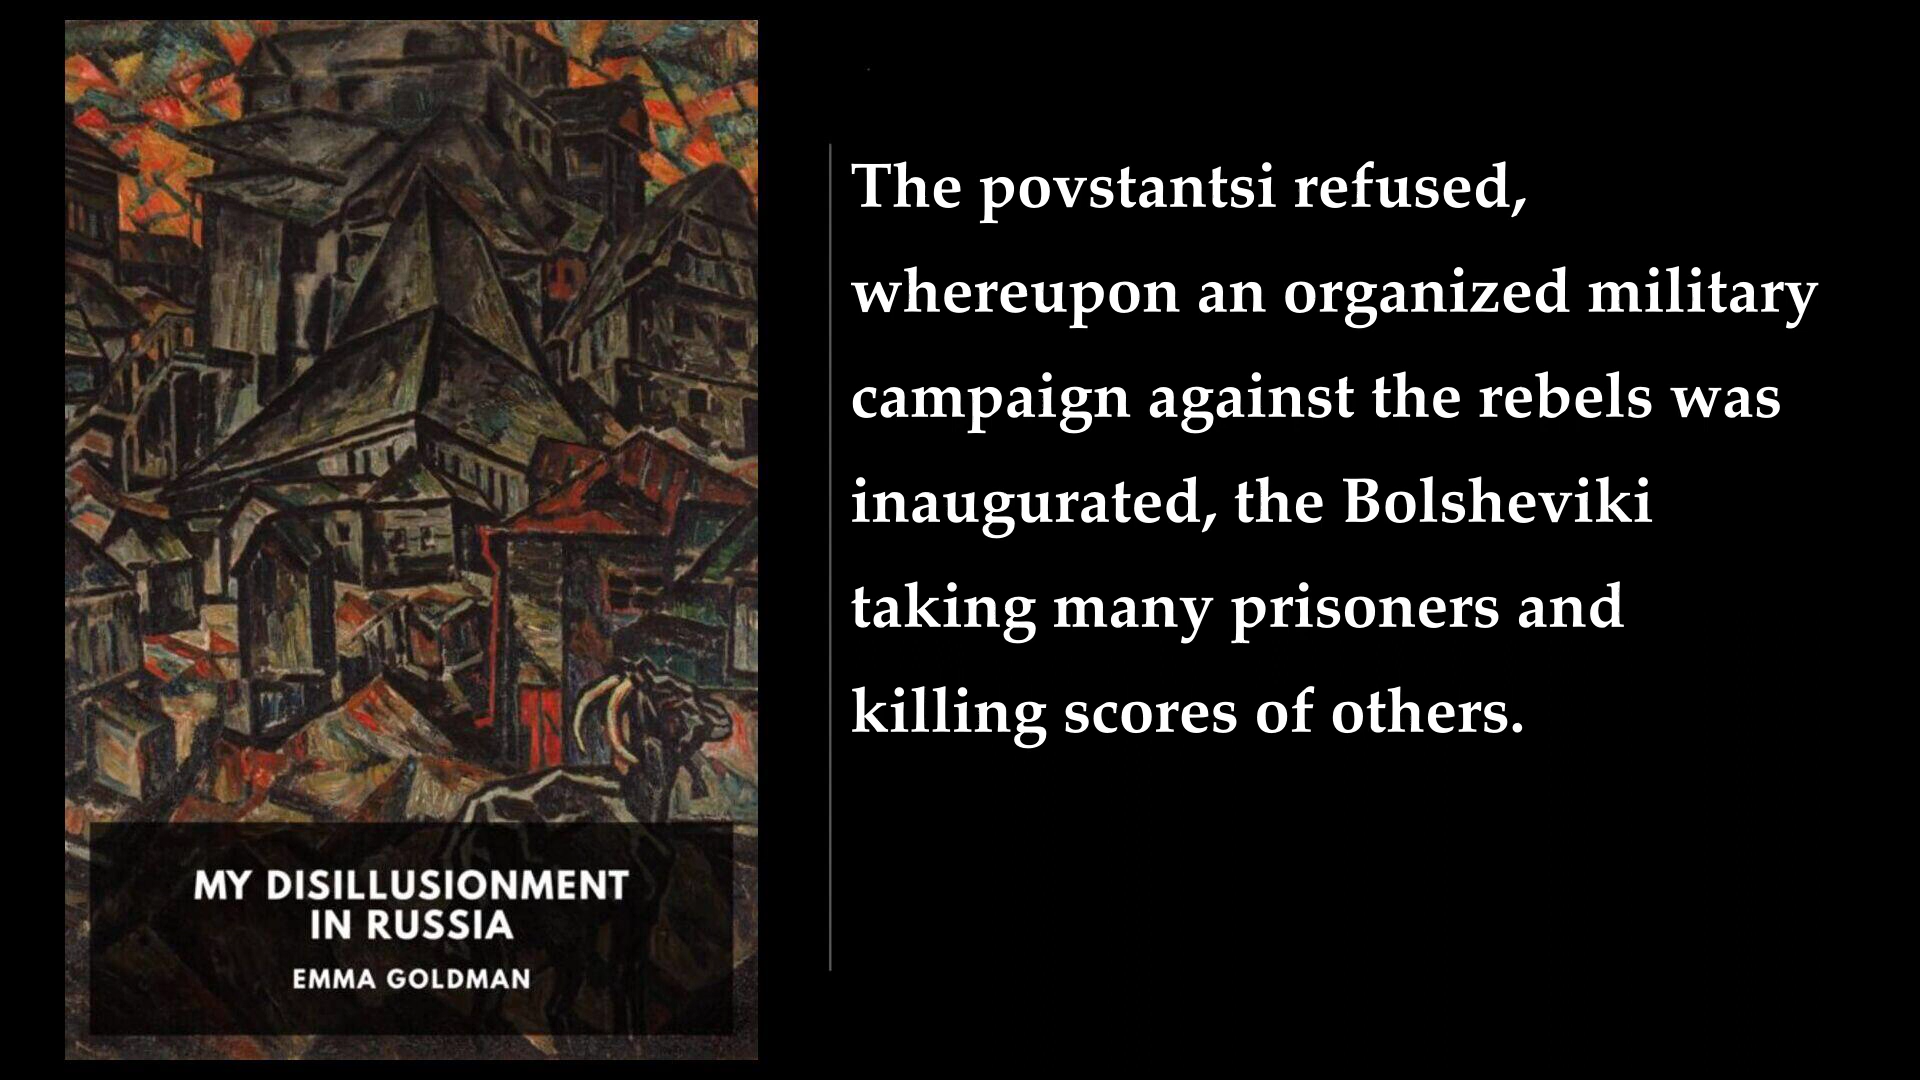 The povstantsi refused,
whereupon an organized military
campaign against the rebels was
inaugurated, the Bolsheviki
taking many prisoners and
killing scores of others.
MY DISILLUSIONMENT
IN RUSSIA
EMMA GOLDMAN